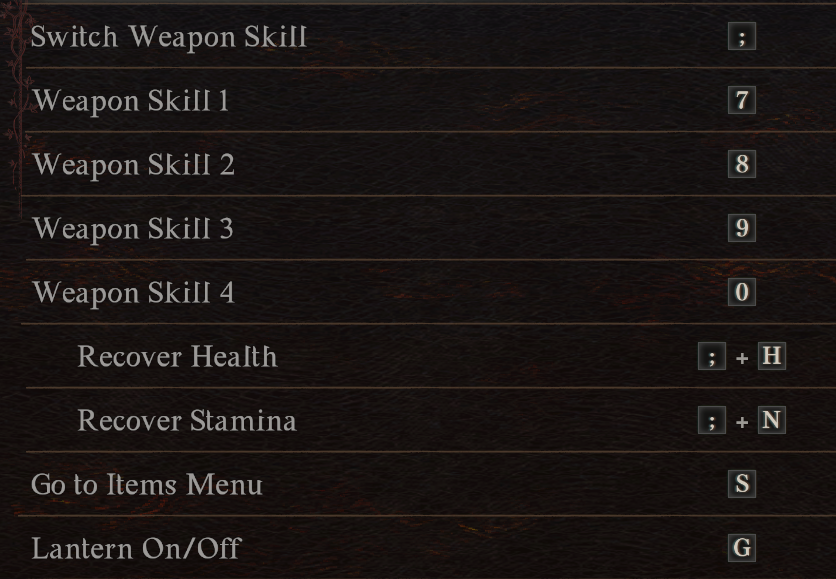 Switch Weapon Skill ;
Weapon Skill 1 7
Weapon Skill 2 8
Weapon Skill 3 9
Weapon Skill 4 0
Recover Health ; + H
Recover Stamina ; + N
Go to Items Menu S
Lantern On/Off G